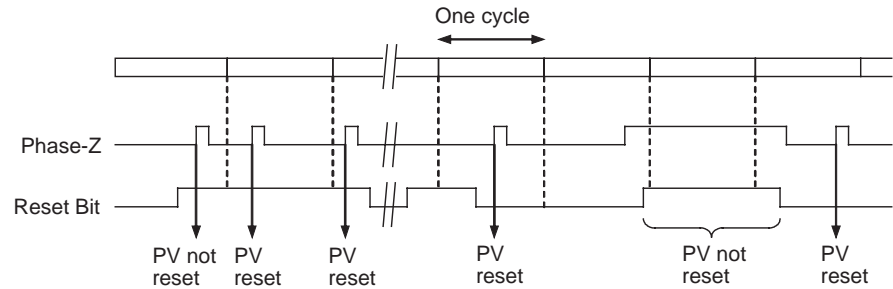 One cycle
Phase-Z
Reset Bit
PV not
reset
PV
reset
PV
reset
PV
reset
PV not
reset
PV
reset